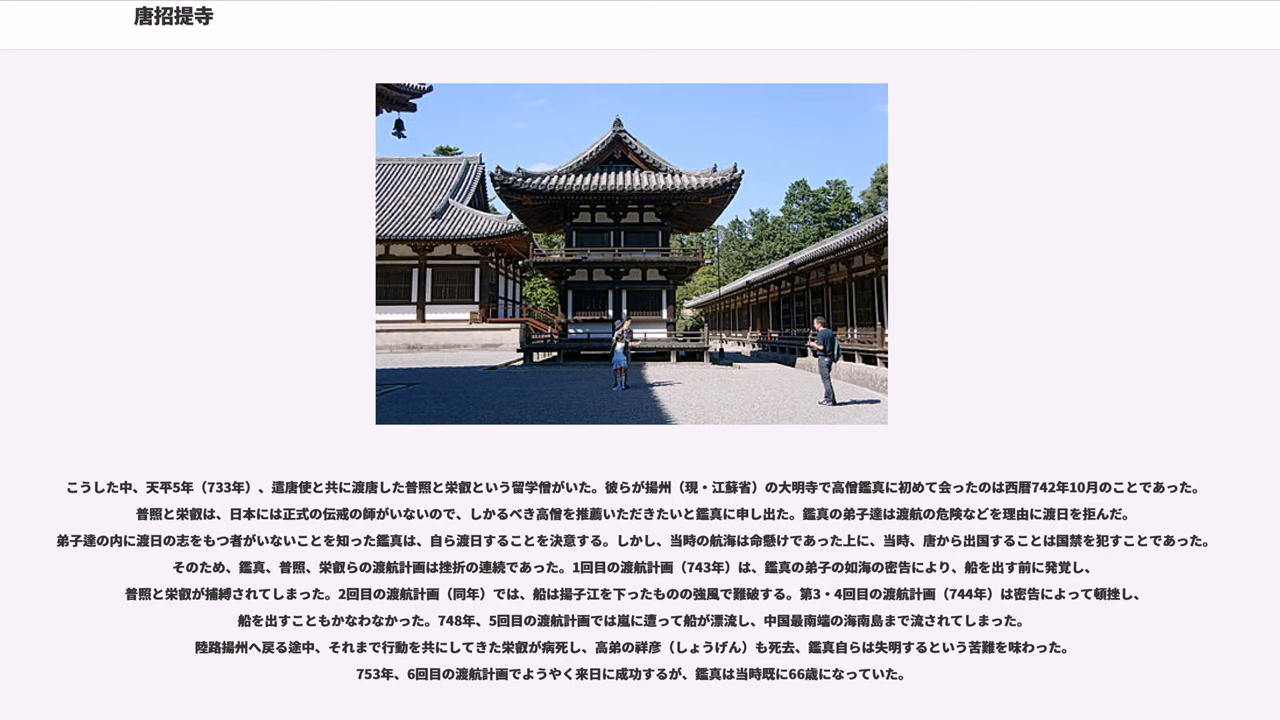 唐招提寺
こうした中、天平5年（733年）、遣唐使と共に渡唐した普照と栄叡という留学僧がいた。彼らが揚州（現・江蘇省）の大明寺で高僧鑑真に初めて会ったのは西暦742年10月のことであった。
普照と栄叡は、日本には正式の伝戒の師がいないので、しかるべき高僧を推薦いただきたいと鑑真に申し出た。鑑真の弟子達は渡航の危険などを理由に渡日を拒んだ。
弟子達の内に渡日の志をもつ者がいないことを知った鑑真は、自ら渡日することを決意する。しかし、当時の航海は命懸けであった上に、当時、唐から出国することは国禁を犯すことであった。
そのため、鑑真、普照、栄叡らの渡航計画は挫折の連続であった。1回目の渡航計画（743年）は、鑑真の弟子の如海の密告により、船を出す前に発覚し、
普照と栄叡が捕縛されてしまった。2回目の渡航計画（同年）では、船は揚子江を下ったものの強風で難破する。第3・4回目の渡航計画（744年）は密告によって頓挫し、
船を出すこともかなわなかった。748年、5回目の渡航計画では嵐に遭って船が漂流し、中国最南端の海南島まで流されてしまった。
陸路揚州へ戻る途中、それまで行動を共にしてきた栄叡が病死し、高弟の祥彦（しょうげん）も死去、鑑真自らは失明するという苦難を味わった。
753年、6回目の渡航計画でようやく来日に成功するが、鑑真は当時既に66歳になっていた。